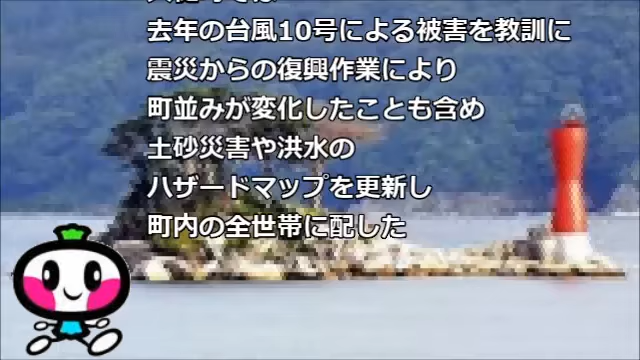 去年の台風10号による被害を教訓に
震災からの復興作業により
町並みが変化したことも含め
土砂災害や洪水の
ハザードマップを更新し
町内の全世帯に配した